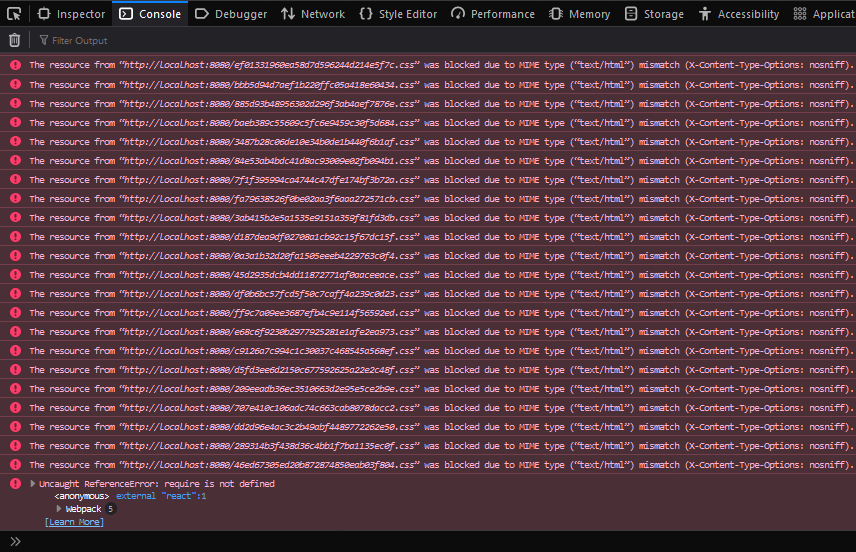 Inspector Console Debugger Network Style Editor Performance Memory Storage Accessibility Applicat
Filter Output
The resource from “http://localhost:8080/ef01331960ea58d7d596244d214e5f7c.css” was blocked due to MIME type (“text/html”) mismatch (X-Content-Type-Options: nosniff).
The resource from “http://localhost:8080/bbb5d94d7aef1b220ffc05a418e60434.css” was blocked due to MIME type (“text/html”) mismatch (X-Content-Type-Options: nosniff).
The resource from “http://localhost:8080/885d93b48956302d296f3ab4aef7876e.css” was blocked due to MIME type (“text/html”) mismatch (X-Content-Type-Options: nosniff).
The resource from “http://localhost:8080/baeb389c55609c5fc6e9459c30f5d684.css” was blocked due to MIME type (“text/html”) mismatch (X-Content-Type-Options: nosniff).
The resource from “http://localhost:8080/3487b28c06de10e34b0de1b440f6b1af.css” was blocked due to MIME type (“text/html”) mismatch (X-Content-Type-Options: nosniff).
The resource from “http://localhost:8080/84e53ab4bdc41d8ac93009e02fb094b1.css” was blocked due to MIME type (“text/html”) mismatch (X-Content-Type-Options: nosniff).
The resource from “http://localhost:8080/7f1f395994ca4744c47dfe174bf3b72a.css” was blocked due to MIME type (“text/html”) mismatch (X-Content-Type-Options: nosniff).
The resource from “http://localhost:8080/fa79638526f0be02aa3f6aaa272571cb.css” was blocked due to MIME type (“text/html”) mismatch (X-Content-Type-Options: nosniff).
The resource from “http://localhost:8080/3ab415b2e5a1535e9151a359f81fd3db.css” was blocked due to MIME type (“text/html”) mismatch (X-Content-Type-Options: nosniff).
The resource from “http://localhost:8080/d187dea9df02708a1cb92c15f67dc15f.css” was blocked due to MIME type (“text/html”) mismatch (X-Content-Type-Options: nosniff).
The resource from “http://localhost:8080/0a3a1b32d20fa1505eeeb4229763c0f4.css” was blocked due to MIME type (“text/html”) mismatch (X-Content-Type-Options: nosniff).
The resource from “http://localhost:8080/45d2935dcb4dd11872771af0aaceeace.css” was blocked due to MIME type (“text/html”) mismatch (X-Content-Type-Options: nosniff).
The resource from “http://localhost:8080/df0b6bc57fcd5f50c7caff4a239c0d23.css” was blocked due to MIME type (“text/html”) mismatch (X-Content-Type-Options: nosniff).
The resource from “http://localhost:8080/ff9c7a09ee3687efb4c9e114f56592ed.css” was blocked due to MIME type (“text/html”) mismatch (X-Content-Type-Options: nosniff).
The resource from “http://localhost:8080/e68c6f9230b2977925281e1afe2ea973.css” was blocked due to MIME type (“text/html”) mismatch (X-Content-Type-Options: nosniff).
The resource from “http://localhost:8080/c9126a7c994c1c30037c468545a568ef.css” was blocked due to MIME type (“text/html”) mismatch (X-Content-Type-Options: nosniff).
The resource from “http://localhost:8080/d5fd3ee6d2150c677592625a22e2c48f.css” was blocked due to MIME type (“text/html”) mismatch (X-Content-Type-Options: nosniff).
The resource from “http://localhost:8080/209eeadb36ec3510663d2e95e5ce2b9e.css” was blocked due to MIME type (“text/html”) mismatch (X-Content-Type-Options: nosniff).
The resource from “http://localhost:8080/707e410c106adc74c663cab8078dacc2.css” was blocked due to MIME type (“text/html”) mismatch (X-Content-Type-Options: nosniff).
The resource from “http://localhost:8080/dd2d96e4ac3c2b49abf4489772262e50.css” was blocked due to MIME type (“text/html”) mismatch (X-Content-Type-Options: nosniff).
The resource from “http://localhost:8080/289314b3f438d36c4bb1f7ba1135ec0f.css” was blocked due to MIME type (“text/html”) mismatch (X-Content-Type-Options: nosniff).
The resource from “http://localhost:8080/46ed67305ed20b872874850eab03f804.css” was blocked due to MIME type (“text/html”) mismatch (X-Content-Type-Options: nosniff).
Uncaught ReferenceError: require is not defined
<anonymous> external "react":1
Webpack 5
[Learn More]